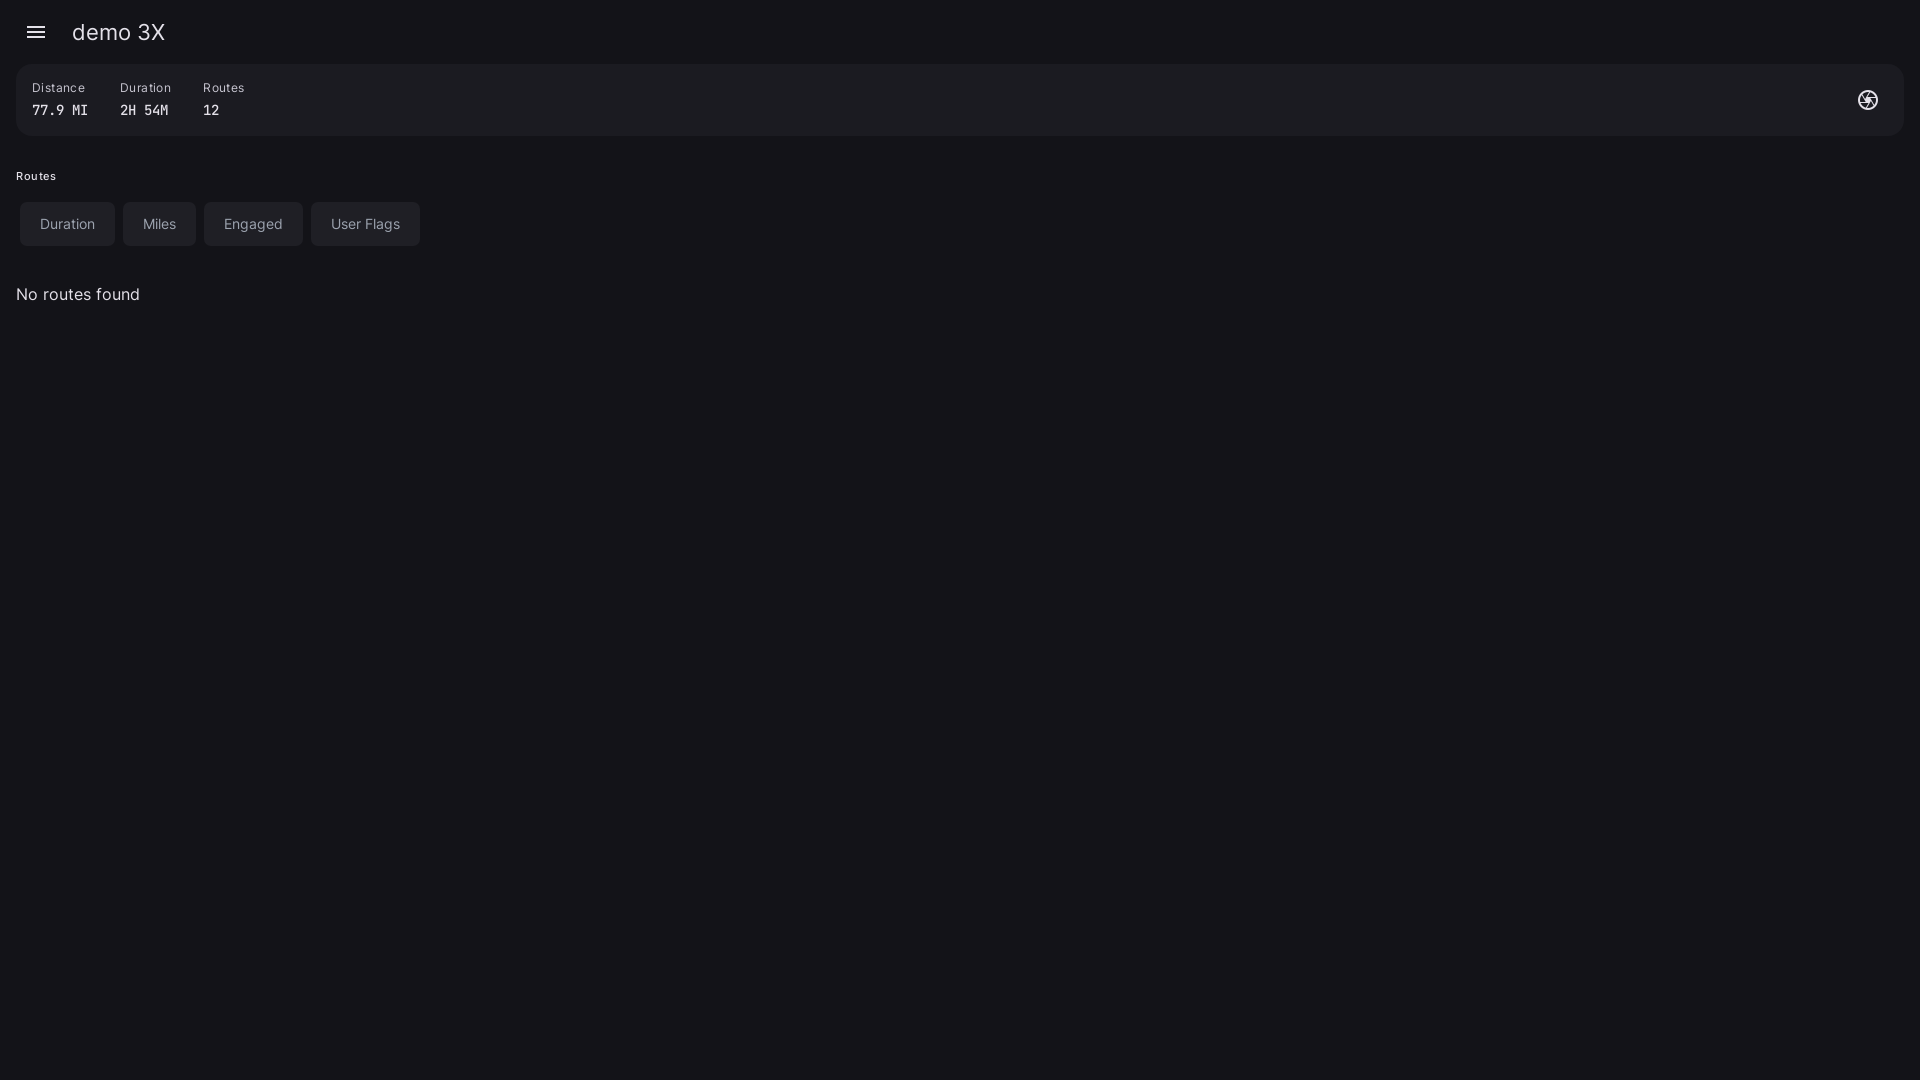 demo 3X
Distance Duration Routes
77.9 MI 2H 54M 12
Routes
Duration Miles Engaged User Flags
No routes found